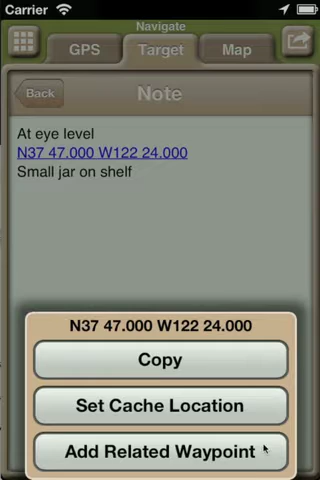 Carrier
Navigate
GPS Target Map
Back Note
At eye level
N37 47.000 W122 24.000
Small jar on shelf
N37 47.000 W122 24.000
Copy
Set Cache Location
Add Related Waypoint